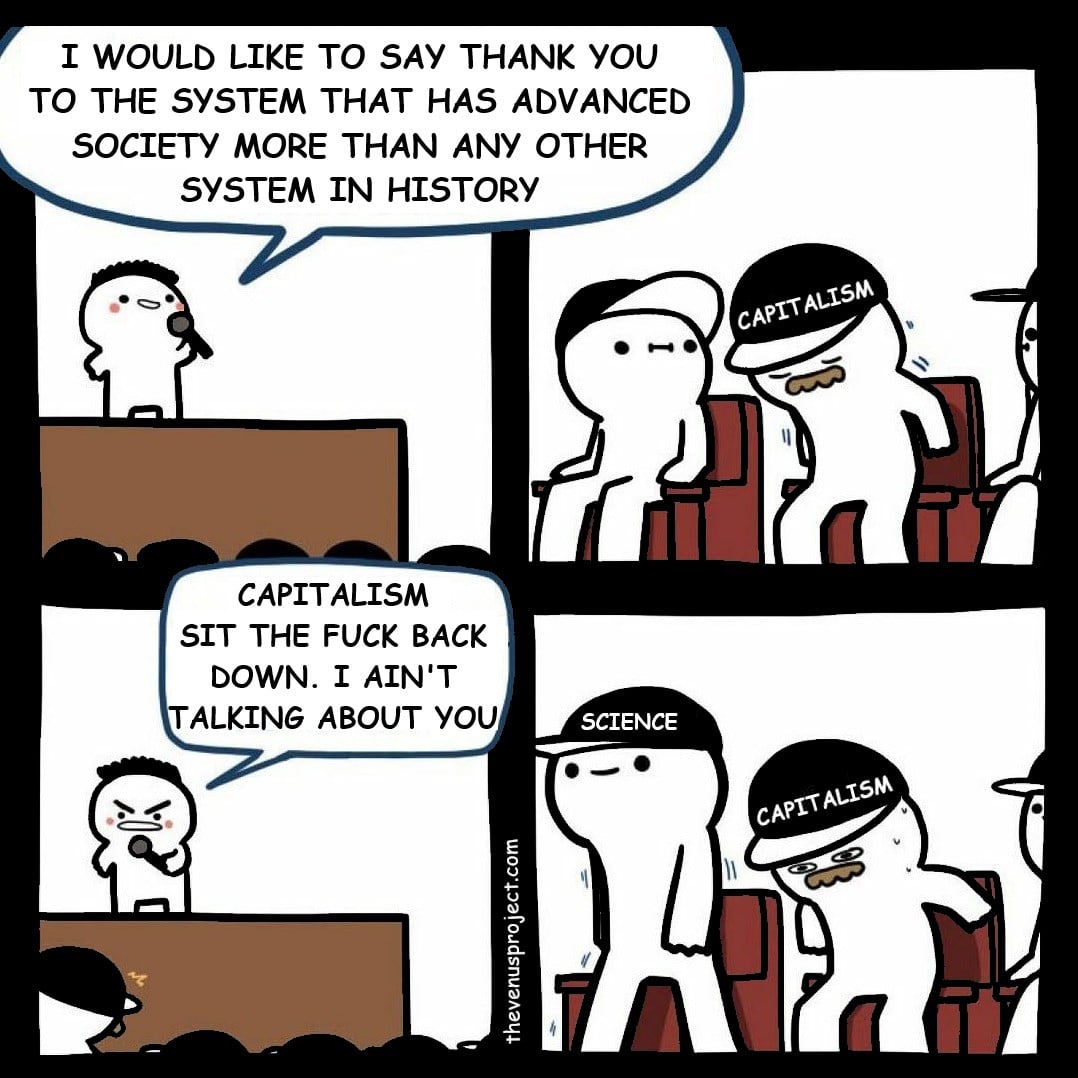 I WOULD LIKE TO SAY THANK YOU
TO THE SYSTEM THAT HAS ADVANCED
SOCIETY MORE THAN ANY OTHER
SYSTEM IN HISTORY
CAPITALISM
CAPITALISM
SIT THE FUCK BACK
DOWN. I AIN'T
TALKING ABOUT YOU
SCIENCE
CAPITALISM
thevenusproject.com